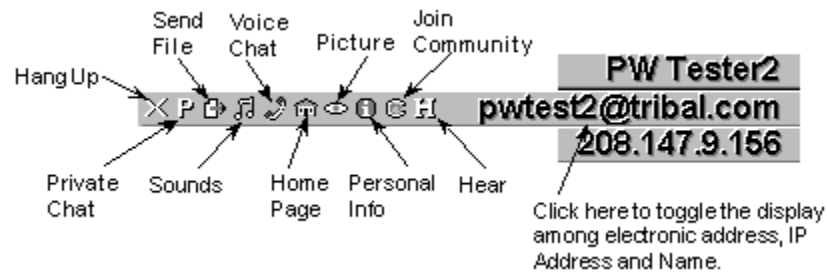 Send
File
Voice
Chat
Picture
Join
Community
Hang Up
PW Tester2
P
i
C
H
pwtest2@tribal.com
208.147.9.156
Private
Chat
Sounds
Home
Page
Personal
Info
Hear
Click here to toggle the display
among electronic address, IP
Address and Name.